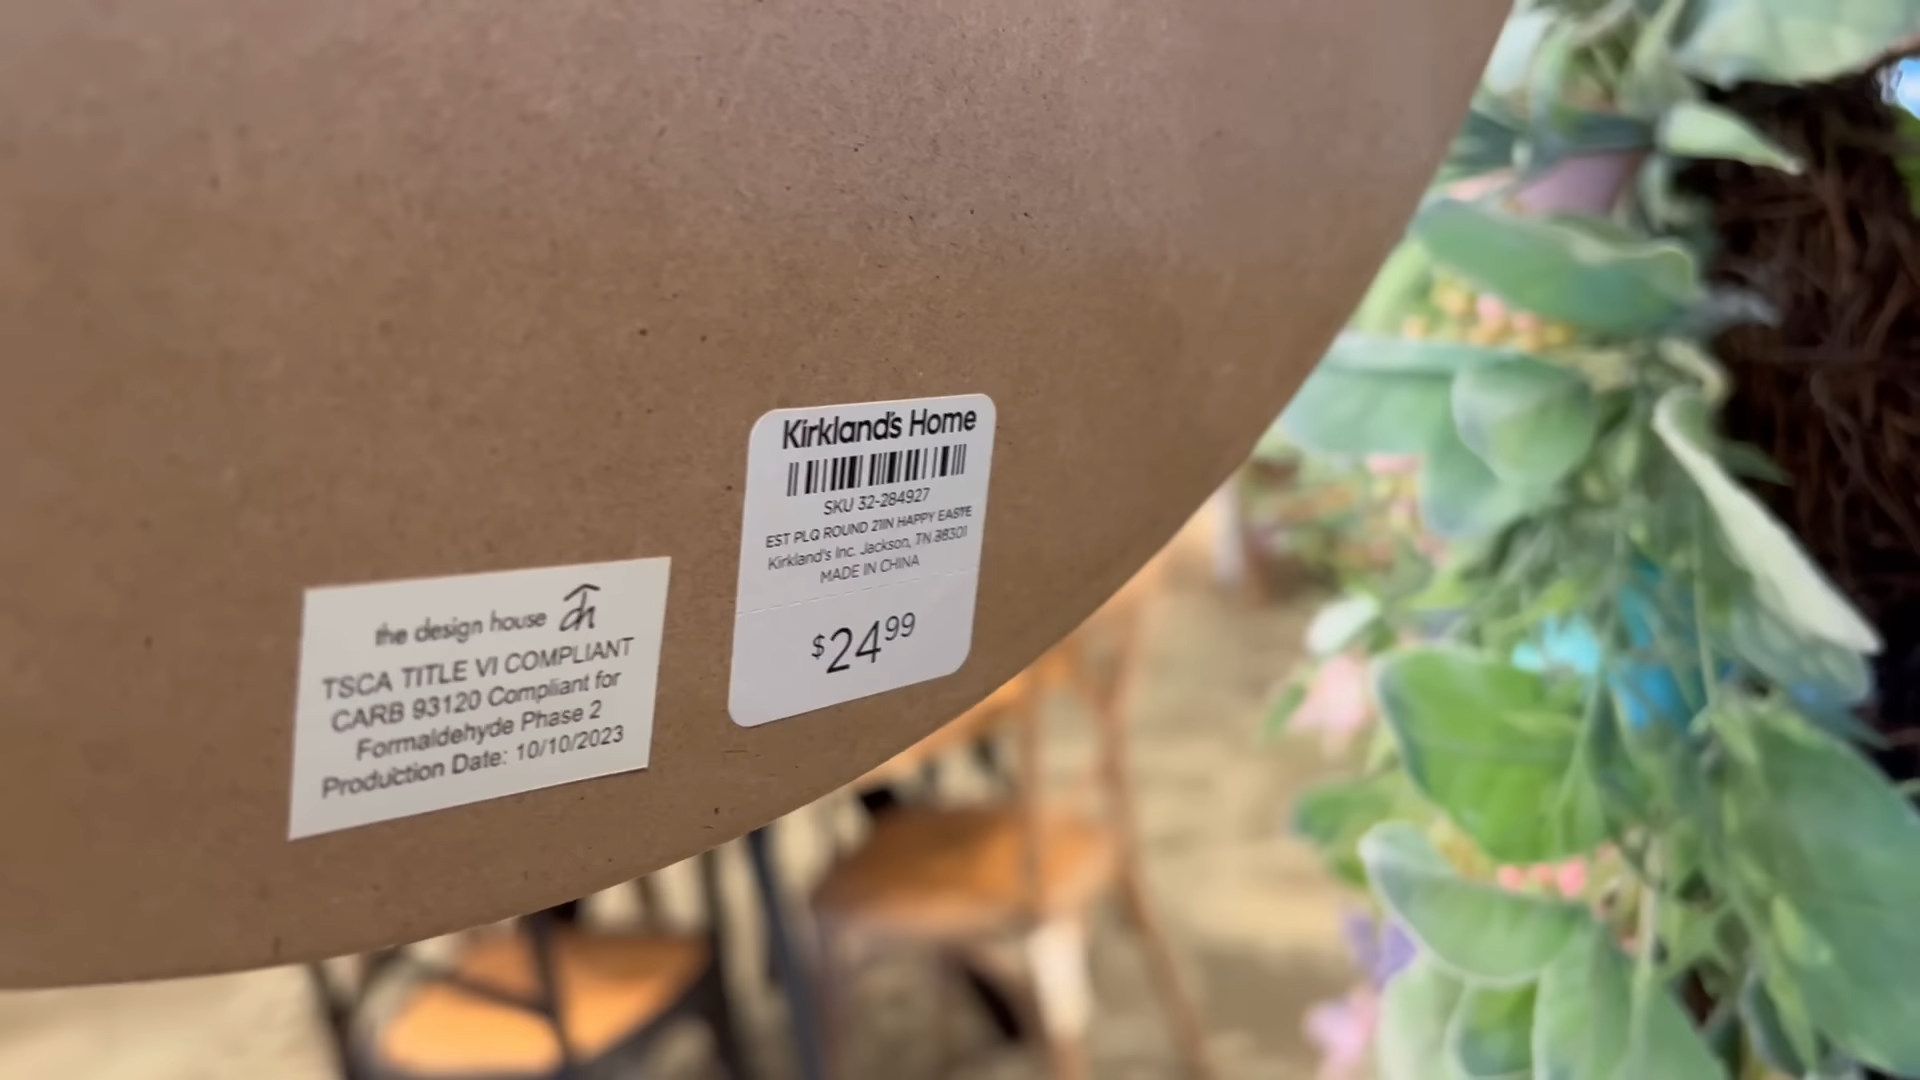 Kirkland's Home
SKU 32-284927
EST PLQ ROUND 21IN HAPPY EASTE
Kirkland's Inc. Jackson, TN 38301
MADE IN CHINA
$24.99
the design house dh
TSCA TITLE VI COMPLIANT
CARB 93120 Compliant for
Formaldehyde Phase 2
Production Date: 10/10/2023